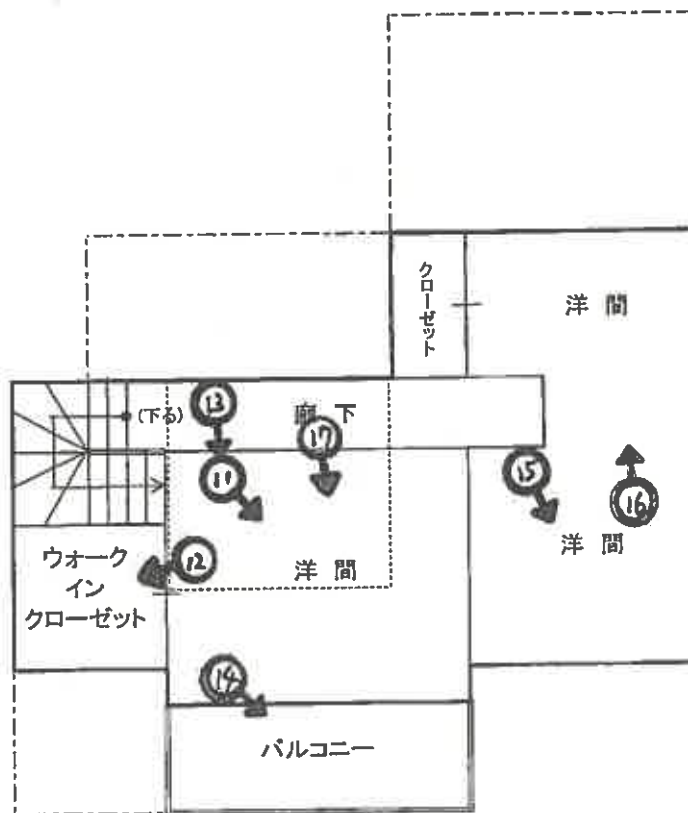 クローゼット
洋間
(下る)
⑬
廊下
⑰
⑪
⑮
⑯
ウォーク
イン
クローゼット
⑫
洋間
洋間
⑭
バルコニー